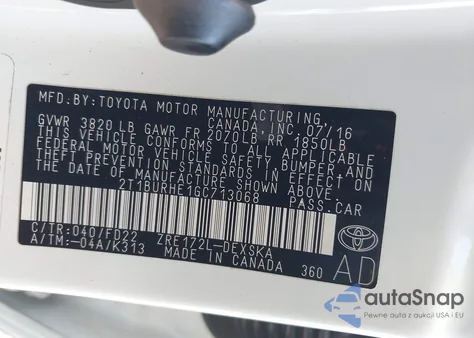 MFD.BY:TOYOTA MOTOR MANUFACTURING,
CANADA, INC. 07/16
GVWR 3820 LB GAWR FR 2070LB RR 1850LB
THIS VEHICLE CONFORMS TO ALL APPLICABLE
FEDERAL MOTOR VEHICLE SAFETY, BUMPER, AND
THEFT PREVENTION STANDARDS IN EFFECT ON
THE DATE OF MANUFACTURE SHOWN ABOVE.
2T1BURHE1GC713068 PASS.CAR
C/TR:040/FD22 ZRE172L-DEXSKA
A/TM:-04A/K313 MADE IN CANADA 360
TOYOTA
AD
autoSnap
Pewne auta z aukcji USA i EU